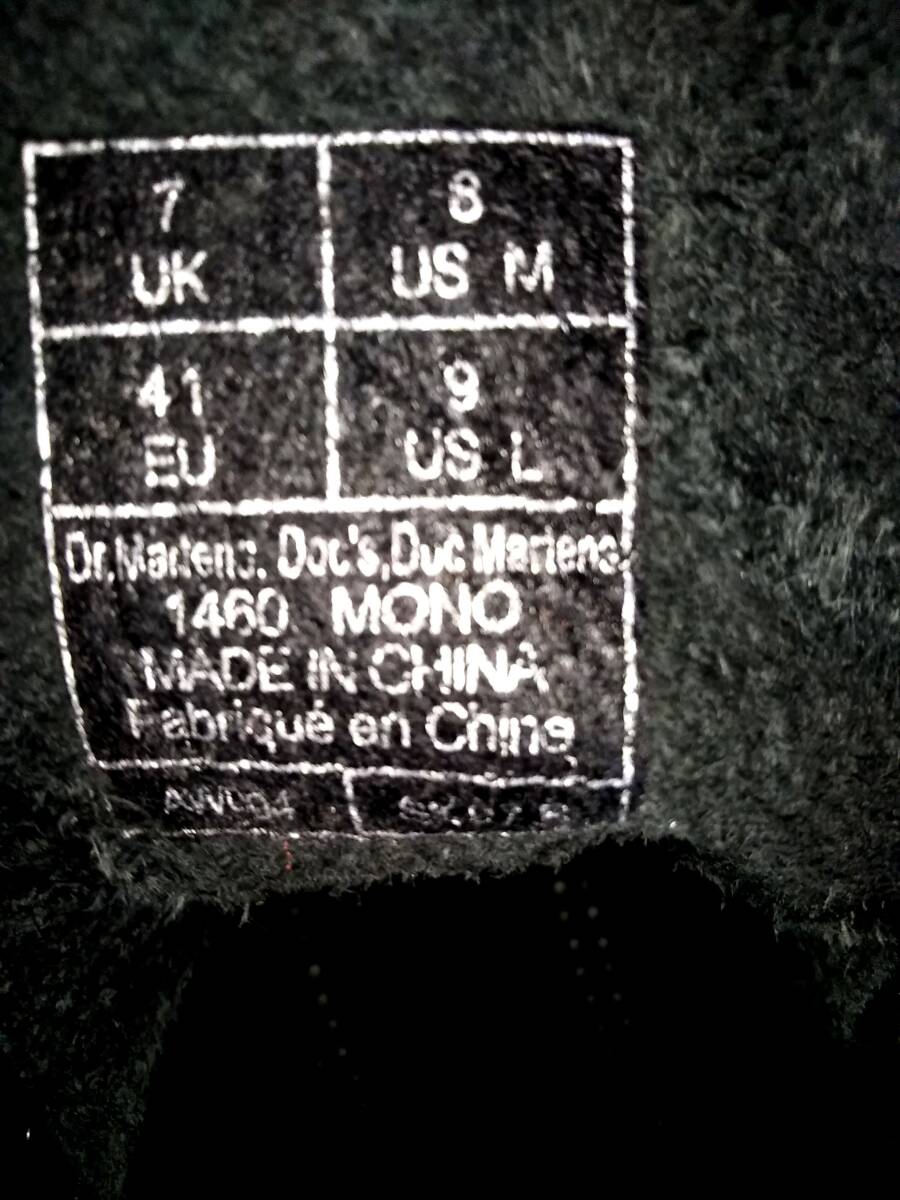 7 8
UK US M
41 9
EU US L
Dr. Martens. Doc's, Doc Martens.
1460 MONO
MADE IN CHINA
Fabriqué en Chine